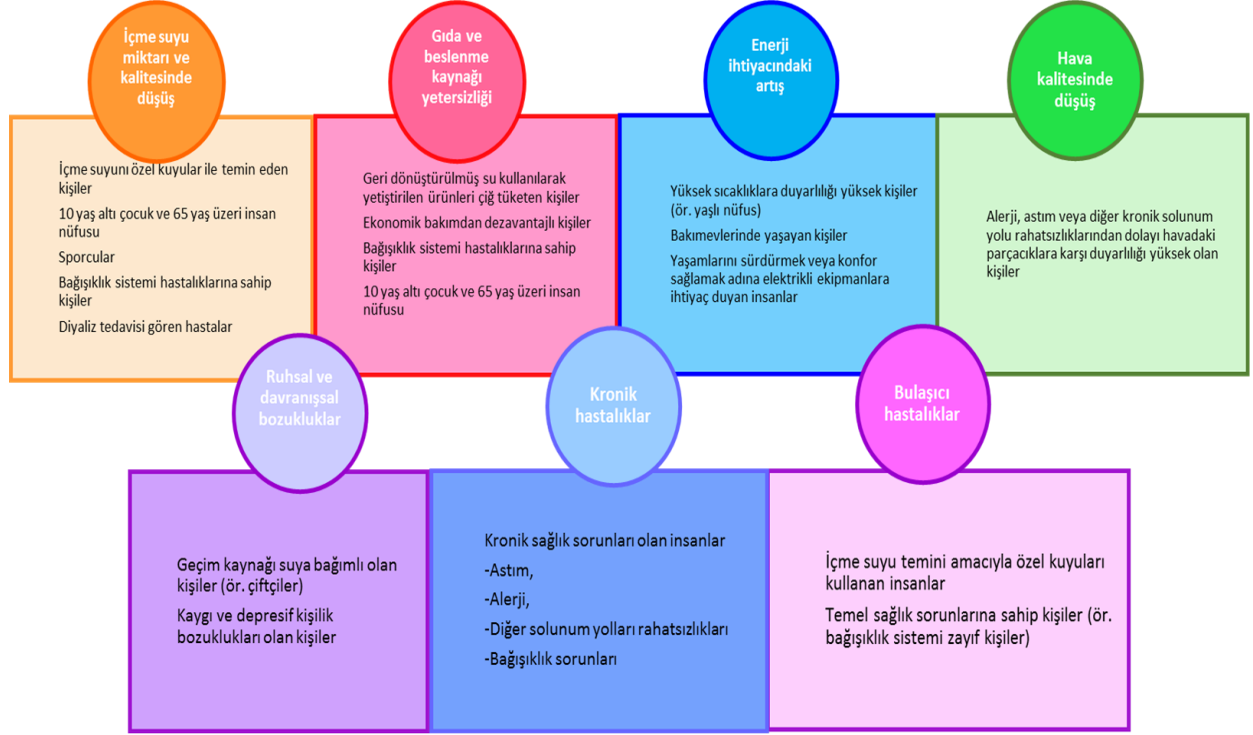 İçme suyu
miktarı ve
kalitesinde
düşüş
İçme suyunu özel kuyular ile temin eden
kişiler
10 yaş altı çocuk ve 65 yaş üzeri insan
nüfusu
Sporcular
Bağışıklık sistemi hastalıklarına sahip
kişiler
Diyaliz tedavisi gören hastalar
Gıda ve
beslenme
kaynağı
yetersizliği
Geri dönüştürülmüş su kullanılarak
yetiştirilen ürünleri çiğ tüketen kişiler
Ekonomik bakımdan dezavantajlı kişiler
Bağışıklık sistemi hastalıklarına sahip
kişiler
10 yaş altı çocuk ve 65 yaş üzeri insan
nüfusu
Enerji
ihtiyacındaki
artış
Yüksek sıcaklıklara duyarlılığı yüksek kişiler
(ör. yaşlı nüfus)
Bakımevlerinde yaşayan kişiler
Yaşamlarını sürdürmek veya konfor
sağlamak adına elektrikli ekipmanlara
ihtiyaç duyan insanlar
Hava
kalitesinde
düşüş
Alerji, astım veya diğer kronik solunum
yolu rahatsızlıklarından dolayı havadaki
parçacıklara karşı duyarlılığı yüksek olan
kişiler
Ruhsal ve
davranışsal
bozukluklar
Geçim kaynağı suya bağımlı olan
kişiler (ör. çiftçiler)
Kaygı ve depresif kişilik
bozuklukları olan kişiler
Kronik
hastalıklar
Kronik sağlık sorunları olan insanlar
-Astım,
-Alerji,
-Diğer solunum yolları rahatsızlıkları
-Bağışıklık sorunları
Bulaşıcı
hastalıklar
İçme suyu temini amacıyla özel kuyuları
kullanan insanlar
Temel sağlık sorunlarına sahip kişiler (ör.
bağışıklık sistemi zayıf kişiler)